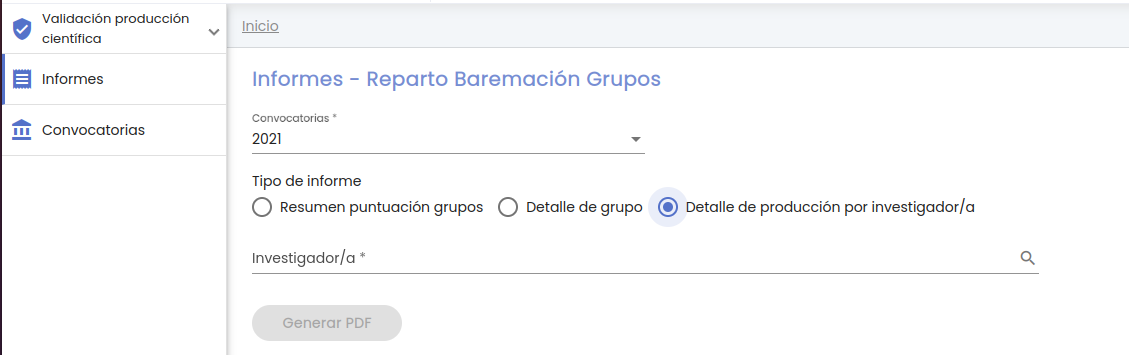 Validación producción
científica
Informes
Convocatorias
Inicio
Informes - Reparto Baremación Grupos
Convocatorias *
2021
Tipo de informe
Resumen puntuación grupos
Detalle de grupo
Detalle de producción por investigador/a
Investigador/a *
Generar PDF